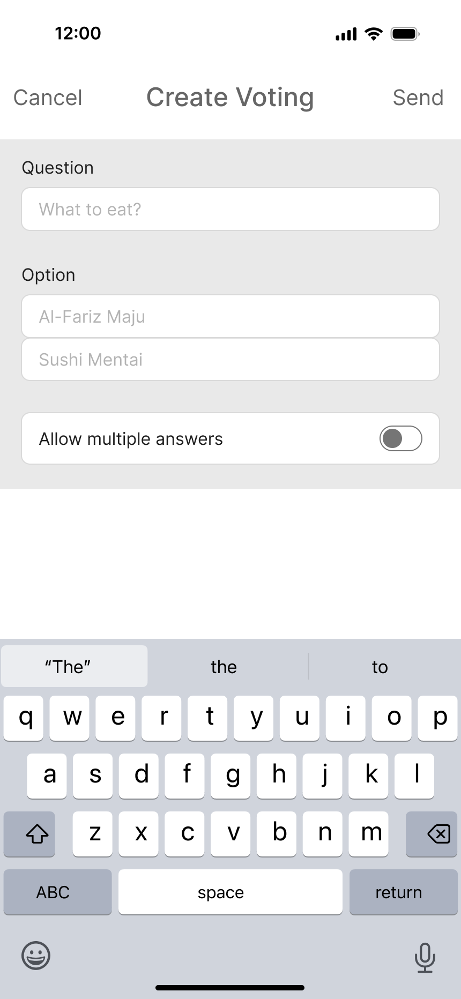 12:00
Cancel Create Voting Send
Question
What to eat?
Option
Al-Fariz Maju
Sushi Mentai
Allow multiple answers
“The” the to
q w e r t y u i o p
a s d f g h j k l
z x c v b n m
ABC space return